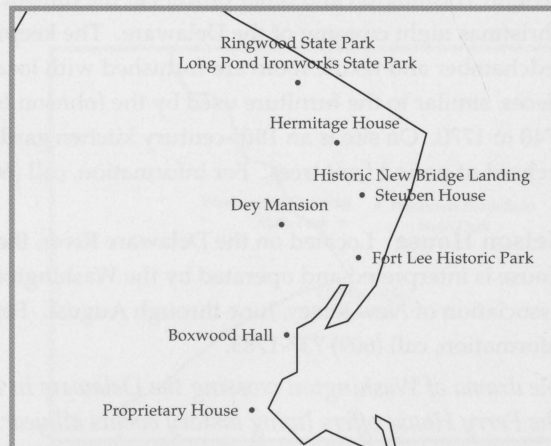 Ringwood State Park
Long Pond Ironworks State Park
Hermitage House
Historic New Bridge Landing
Steuben House
Dey Mansion
Fort Lee Historic Park
Boxwood Hall
Proprietary House